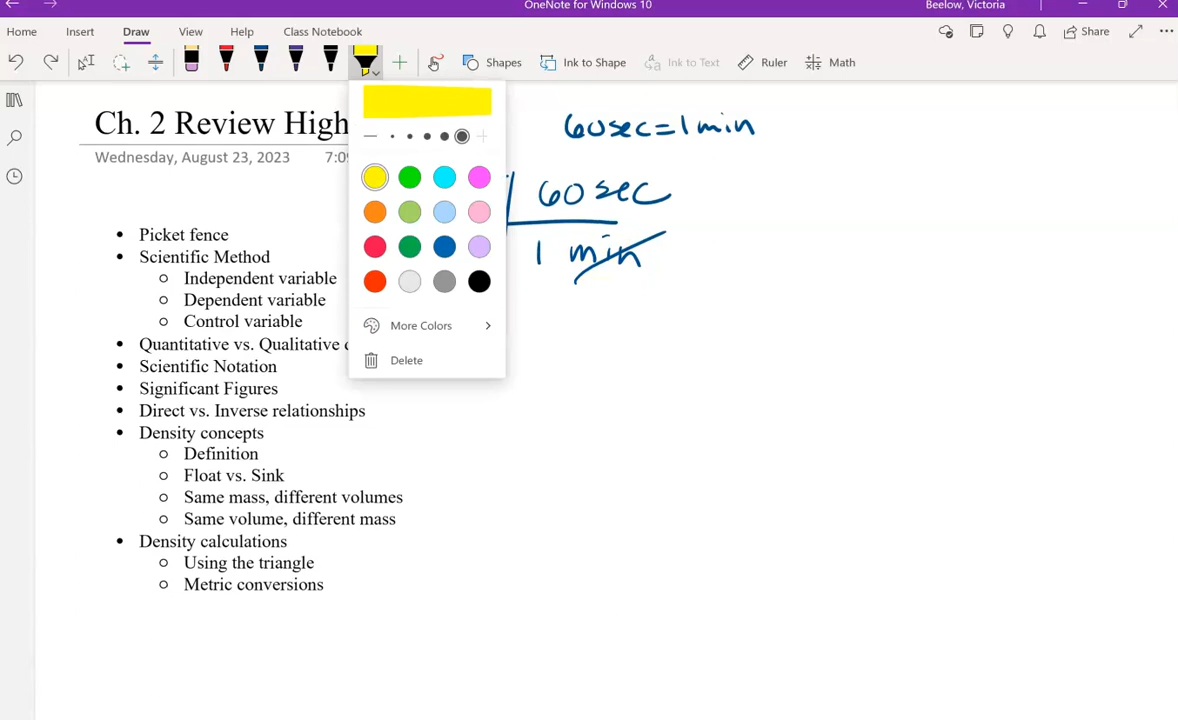 OneNote for Windows 10
Beelow, Victoria
Home Insert Draw View Help Class Notebook
Share
Shapes Ink to Shape Ink to Text Ruler Math
Ch. 2 Review High
Wednesday, August 23, 2023 7:09
More Colors
Delete
60sec=1min
60 sec
1 min
• Picket fence
• Scientific Method
o Independent variable
o Dependent variable
o Control variable
• Quantitative vs. Qualitative
• Scientific Notation
• Significant Figures
• Direct vs. Inverse relationships
• Density concepts
o Definition
o Float vs. Sink
o Same mass, different volumes
o Same volume, different mass
• Density calculations
o Using the triangle
o Metric conversions